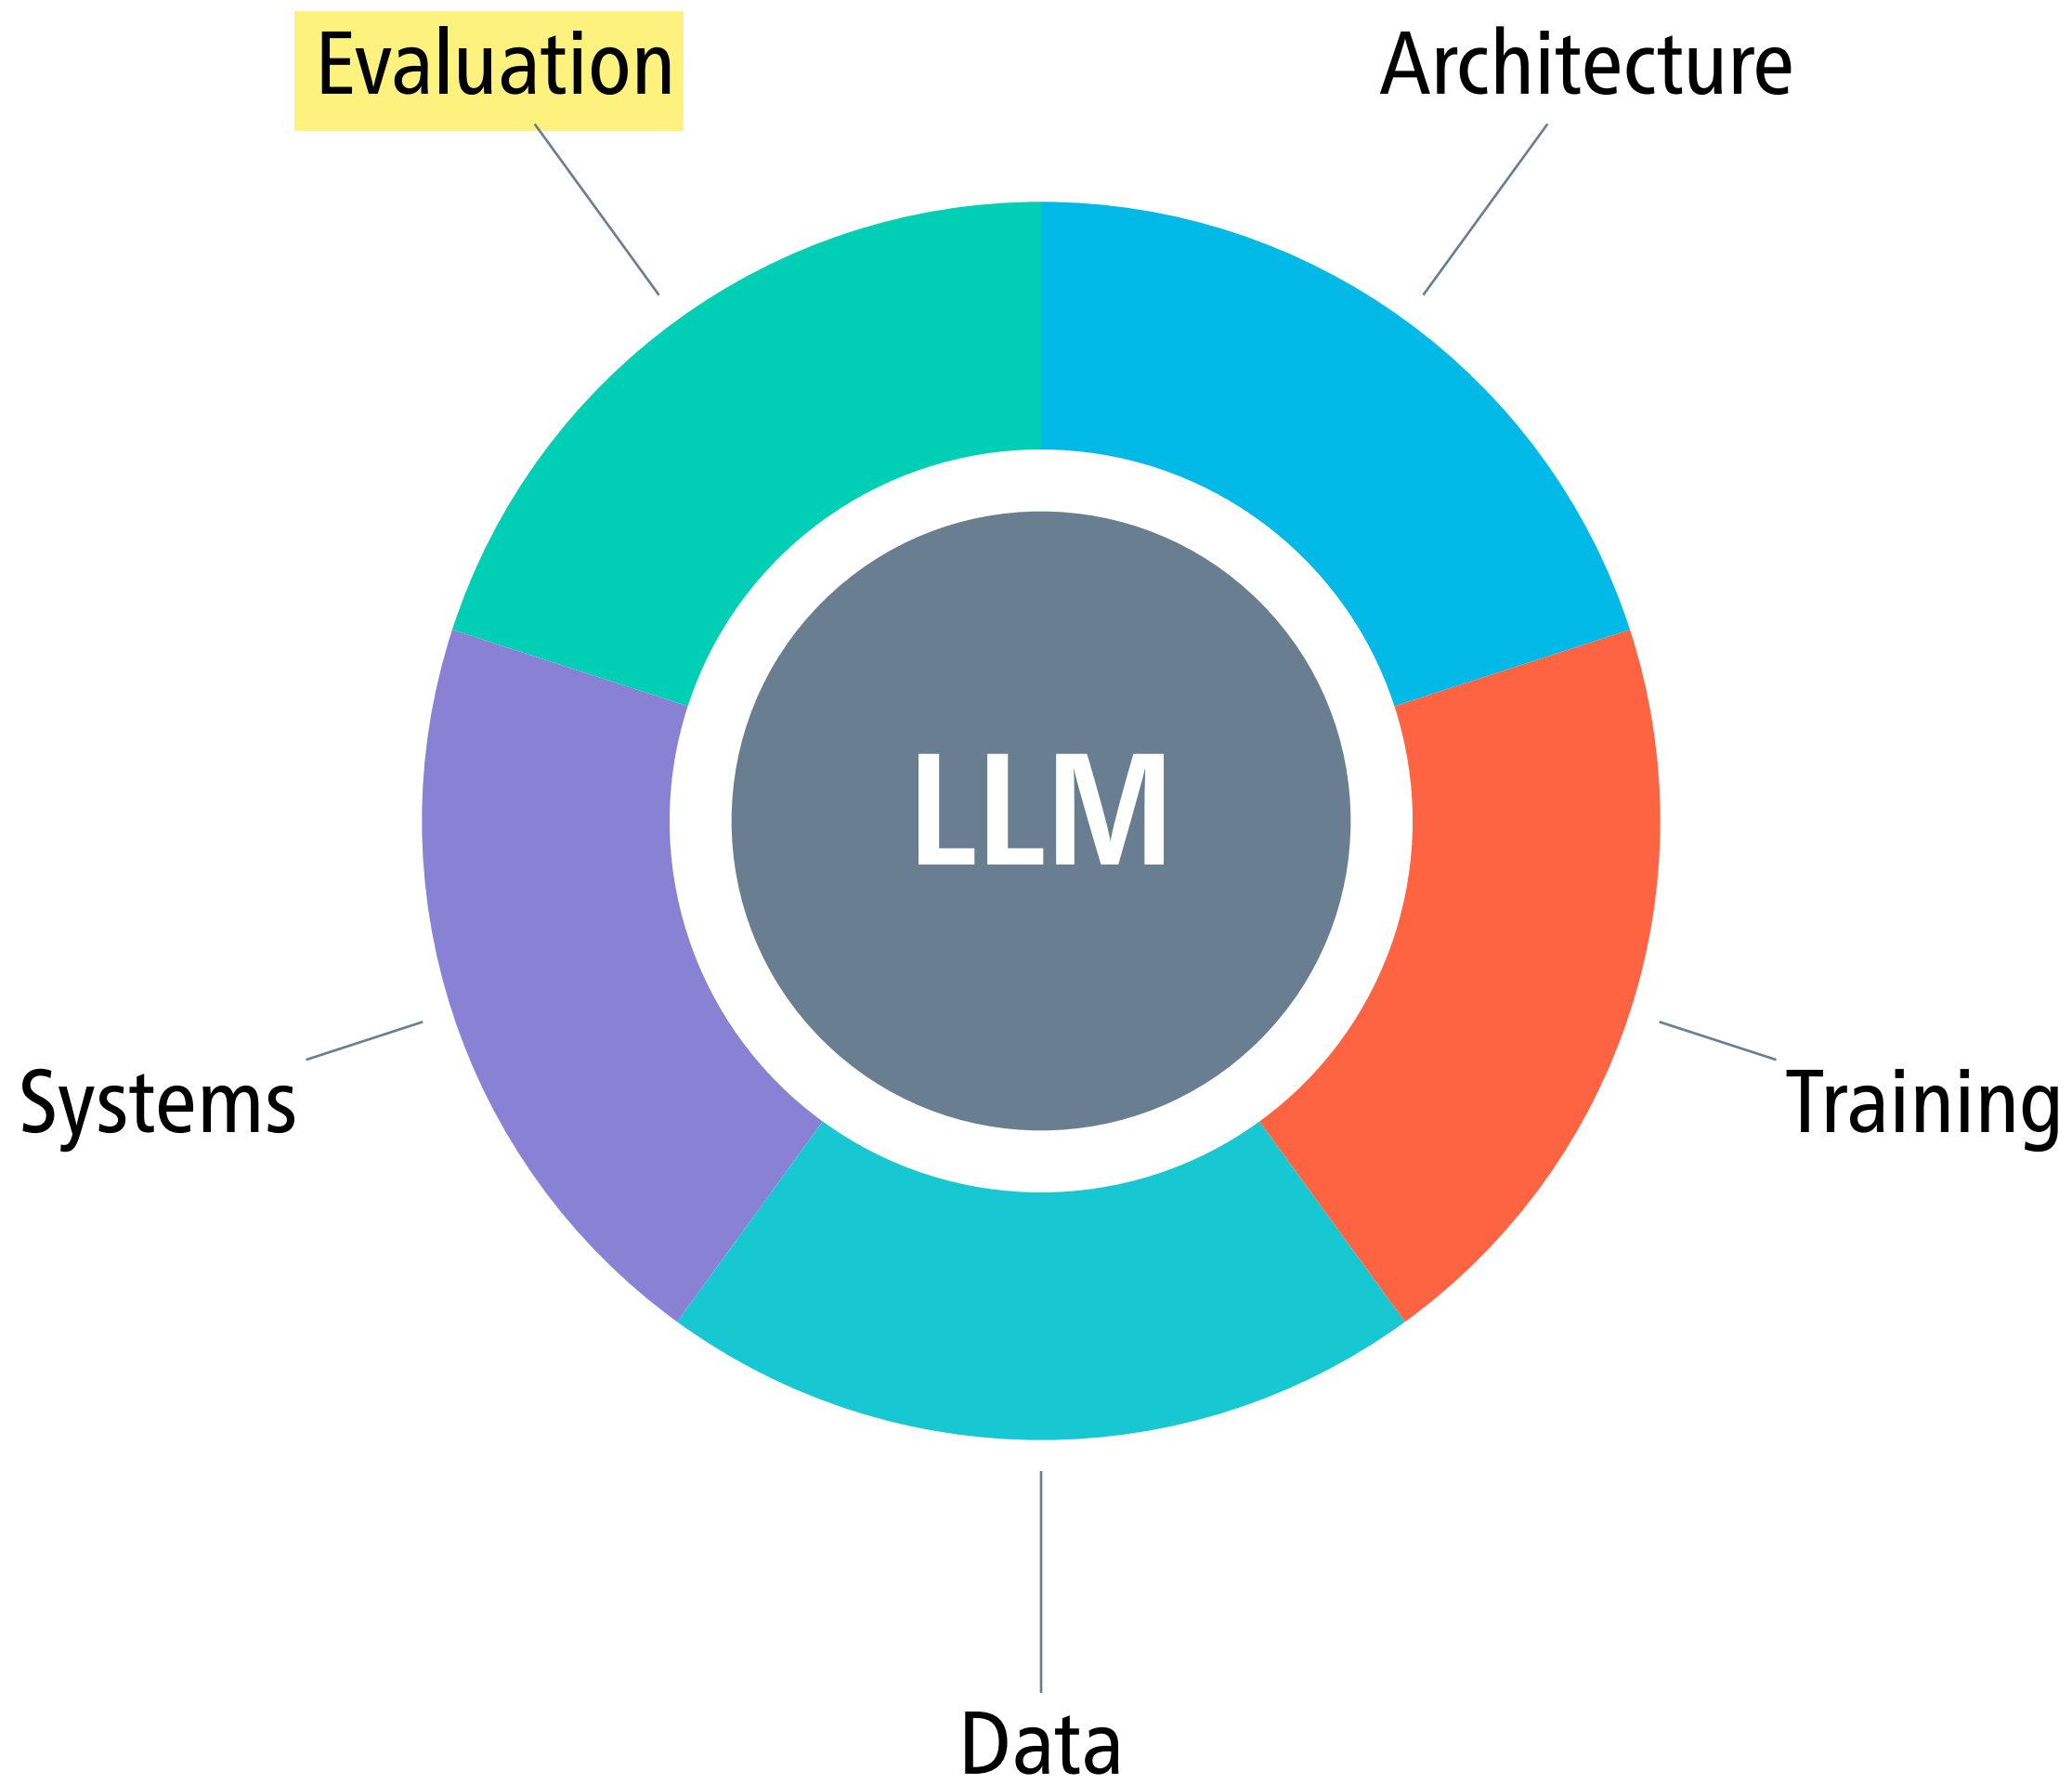 Evaluation
Architecture
LLM
Systems
Training
Data